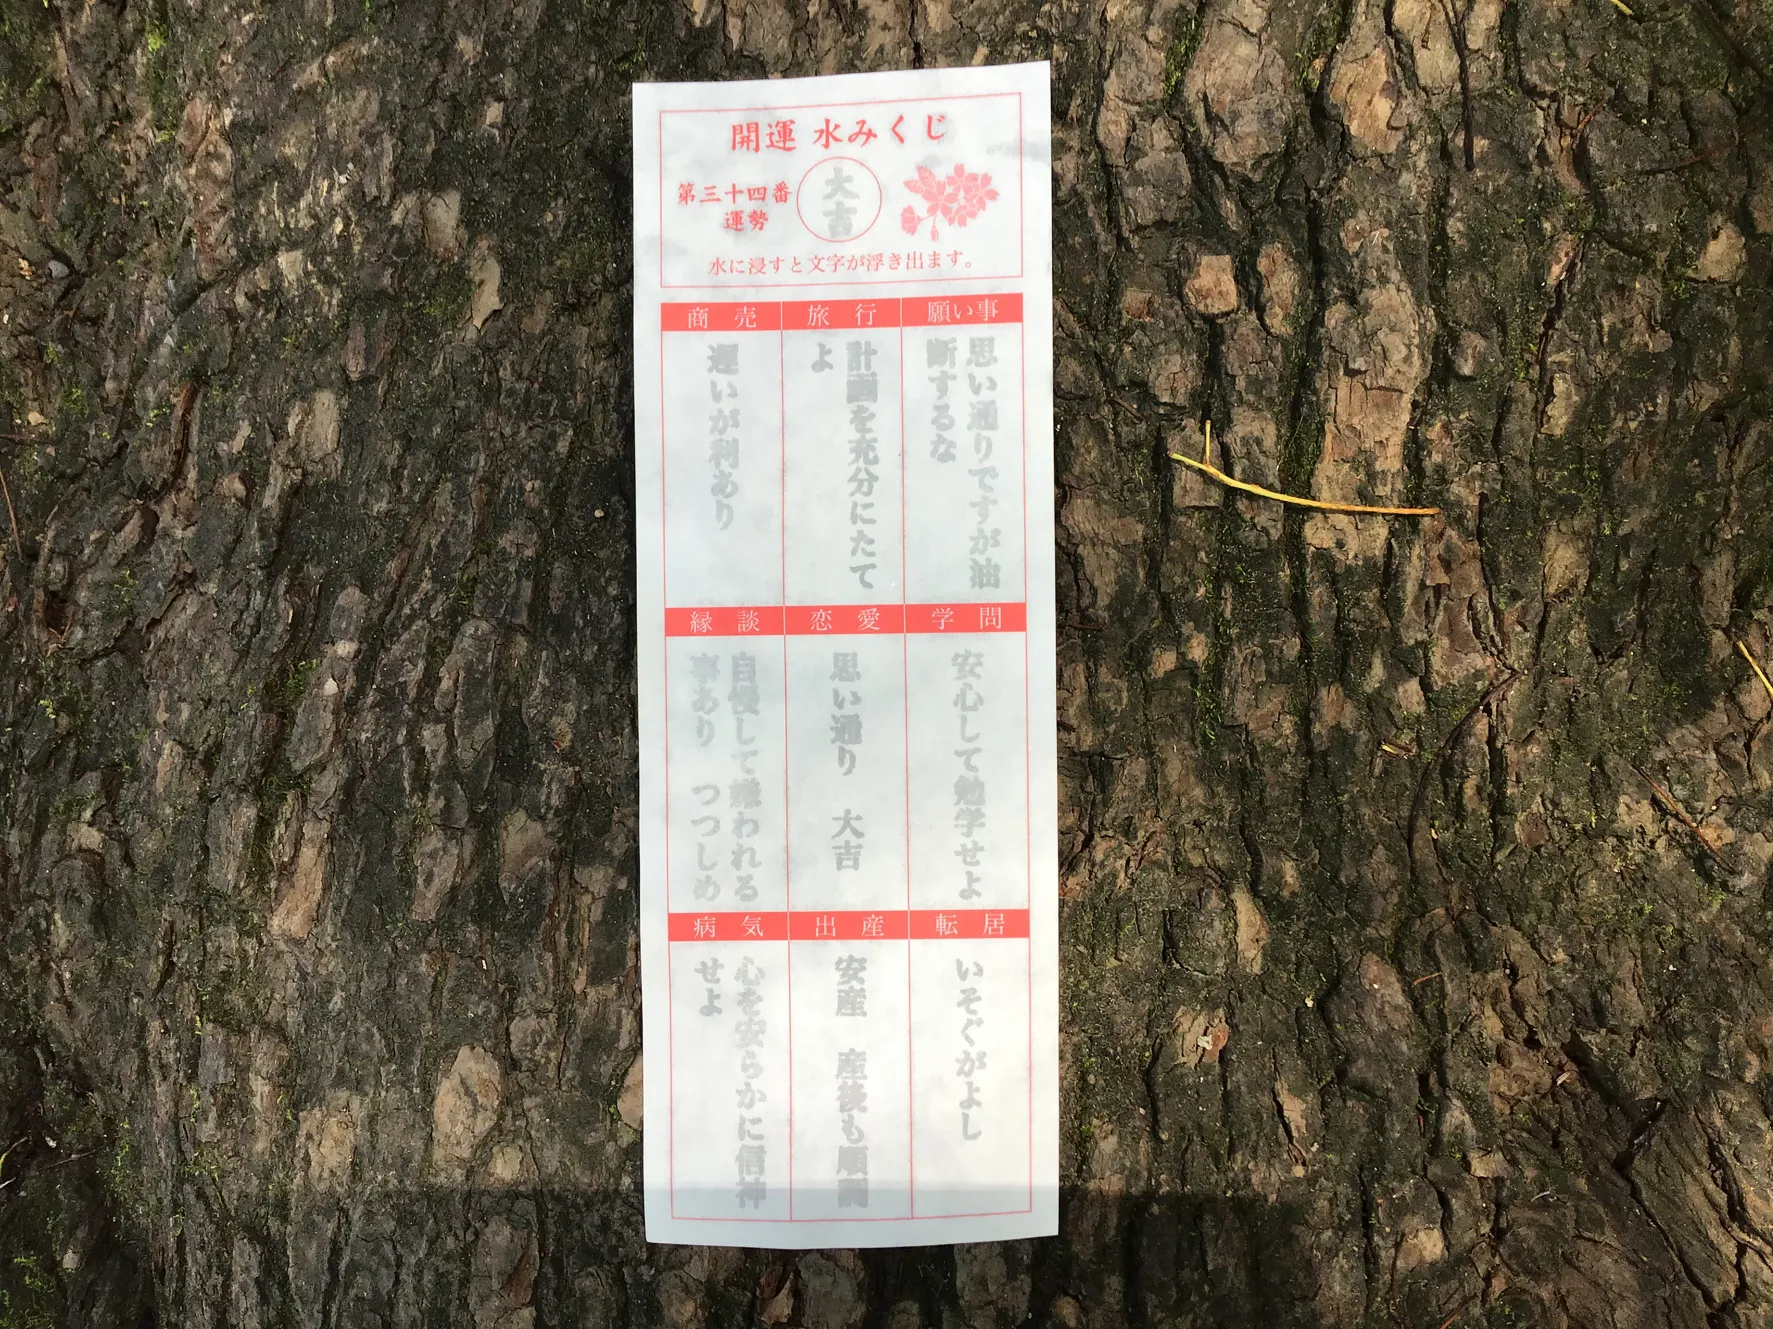 開運 水みくじ
第三十四番
運勢
大
吉
水に浸すと文字が浮き出ます。
願い事
思い通りですが油
断するな
旅行
計画を充分にたて
よ
商売
遅いが利あり
学問
安心して勉学せよ
恋愛
思い通り 大吉
縁談
自慢して嫌われる
事あり つつしめ
転居
いそぐがよし
出産
安産 産後も順調
病気
心を安らかに信神
せよ